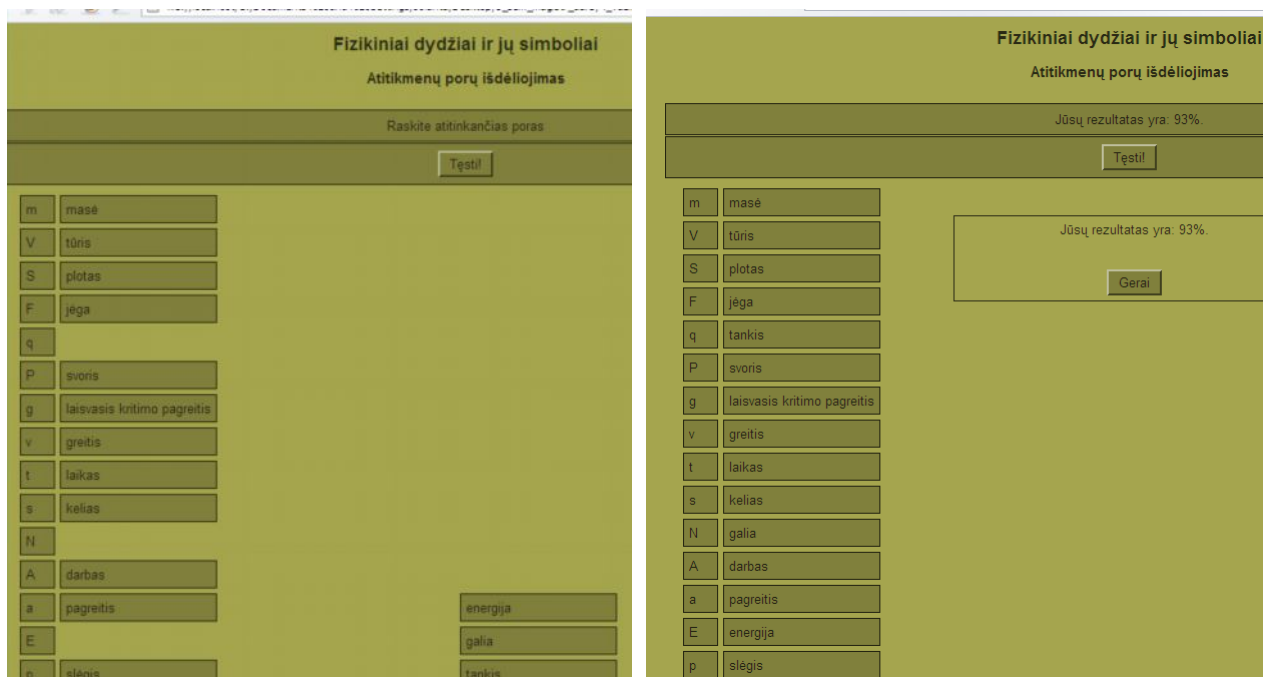 Fizikiniai dydžiai ir jų simboliai
Atitikmenų porų išdėliojimas
Raskite atitinkančias poras
Tęsti!
m masė
V tūris
S plotas
F jėga
q
P svoris
g laisvasis kritimo pagreitis
v greitis
t laikas
s kelias
N
A darbas
a pagreitis energija
E galia
p slėgis tankis
Fizikiniai dydžiai ir jų simboliai
Atitikmenų porų išdėliojimas
Jūsų rezultatas yra: 93%.
Tęsti!
m masė
V tūris
Jūsų rezultatas yra: 93%.
S plotas
Gerai
F jėga
q tankis
P svoris
g laisvasis kritimo pagreitis
v greitis
t laikas
s kelias
N galia
A darbas
a pagreitis
E energija
p slėgis